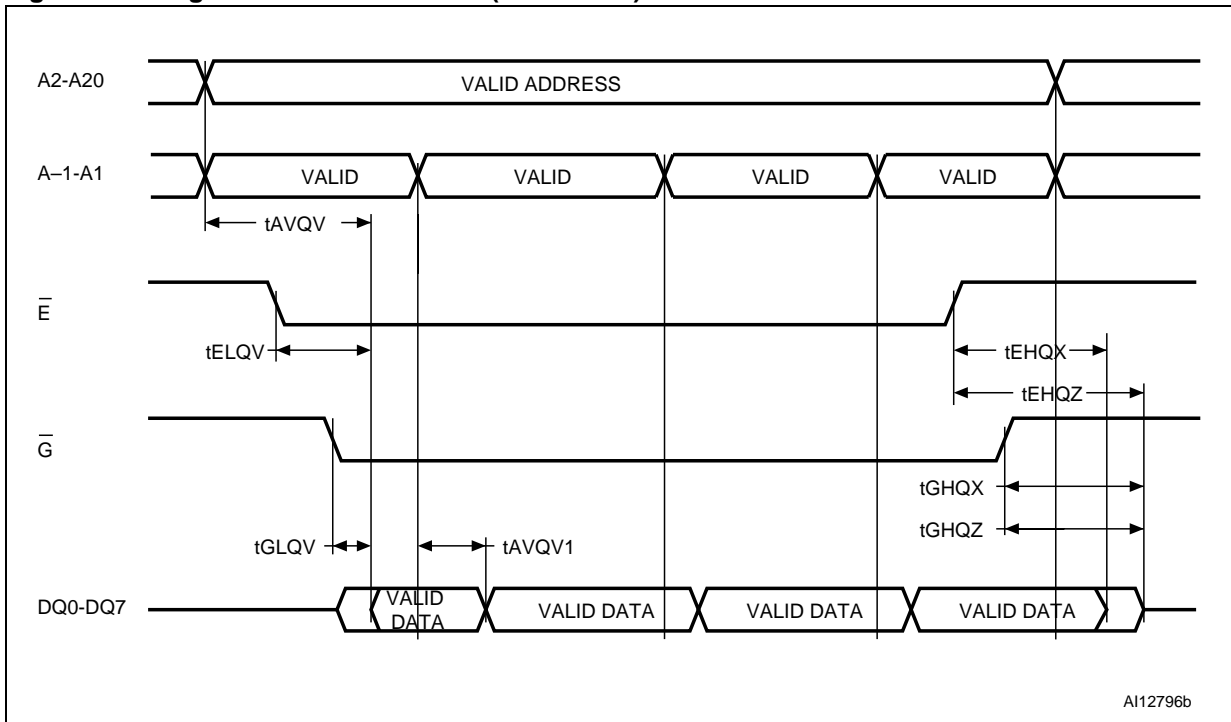 A2-A20
VALID ADDRESS
A–1-A1
VALID
VALID
VALID
VALID
tAVQV
E
tELQV
tEHQX
tEHQZ
G
tGHQX
tGHQZ
tGLQV
tAVQV1
DQ0-DQ7
VALID DATA
VALID DATA
VALID DATA
VALID DATA
AI12796b